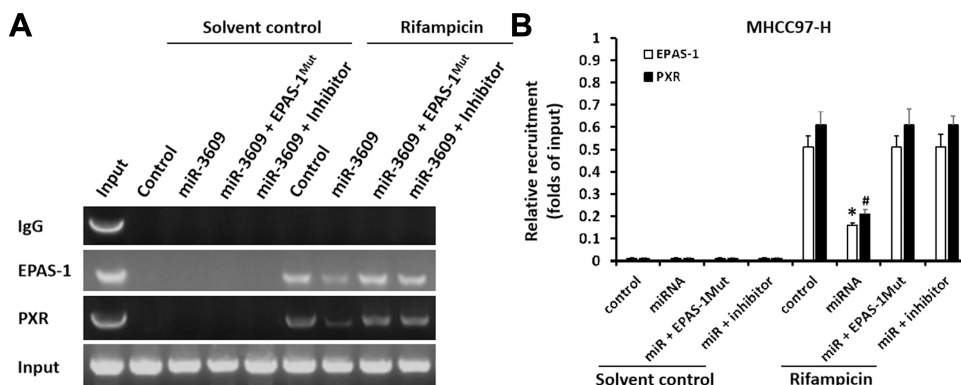 A
Solvent control
Rifampicin
Input
Control
miR-3609
miR-3609 + EPAS-1Mut
miR-3609 + Inhibitor
Control
miR-3609
miR-3609 + EPAS-1Mut
miR-3609 + Inhibitor
IgG
EPAS-1
PXR
Input
B
MHCC97-H
Relative recruitment
(folds of input)
1
0.9
0.8
0.7
0.6
0.5
0.4
0.3
0.2
0.1
0
EPAS-1
PXR
*
#
control
miRNA
miR + EPAS-1Mut
miR + inhibitor
control
miRNA
miR + EPAS-1Mut
miR + inhibitor
Solvent control
Rifampicin